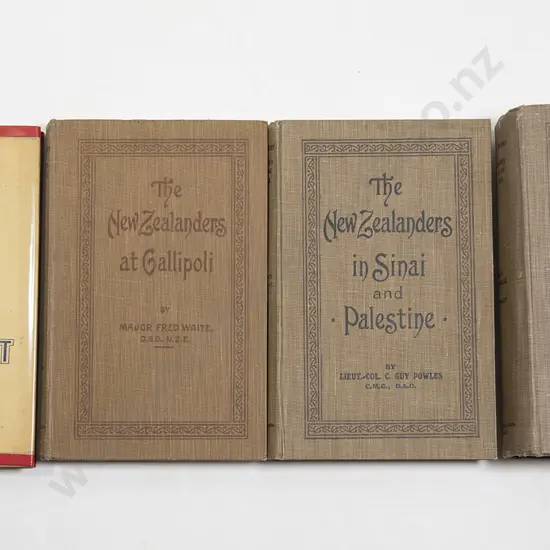 T
The
New Zealanders
at Gallipoli
BY
MAJOR FRED WAITE,
D.S.O. N.Z.E.
The
New Zealanders
in Sinai
and
· Palestine ·
BY
LIEUT.-COL. C. GUY POWLES
C.M.G., D.S.O.